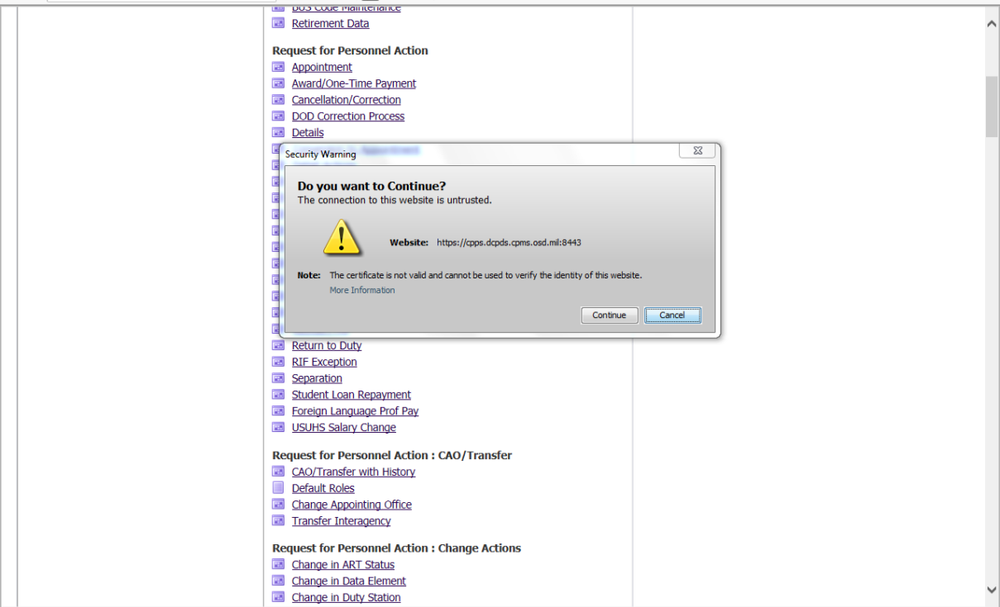 BUS Code Maintenance
Retirement Data
Request for Personnel Action
Appointment
Award/One-Time Payment
Cancellation/Correction
DOD Correction Process
Details
Security Warning
Do you want to Continue?
The connection to this website is untrusted.
Website: https://cpps.dcpds.cpms.osd.mil:8443
Note: The certificate is not valid and cannot be used to verify the identity of this website.
More Information
Continue Cancel
Return to Duty
RIF Exception
Separation
Student Loan Repayment
Foreign Language Prof Pay
USUHS Salary Change
Request for Personnel Action : CAO/Transfer
CAO/Transfer with History
Default Roles
Change Appointing Office
Transfer Interagency
Request for Personnel Action : Change Actions
Change in ART Status
Change in Data Element
Change in Duty Station